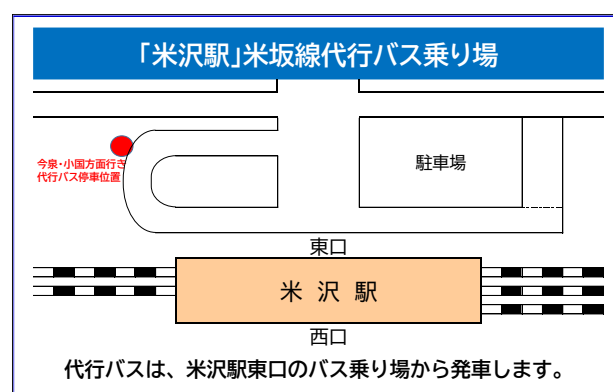 「米沢駅」米坂線代行バス乗り場
今泉・小国方面行き
代行バス停車位置
駐車場
東口
米沢駅
西口
代行バスは、米沢駅東口のバス乗り場から発車します。